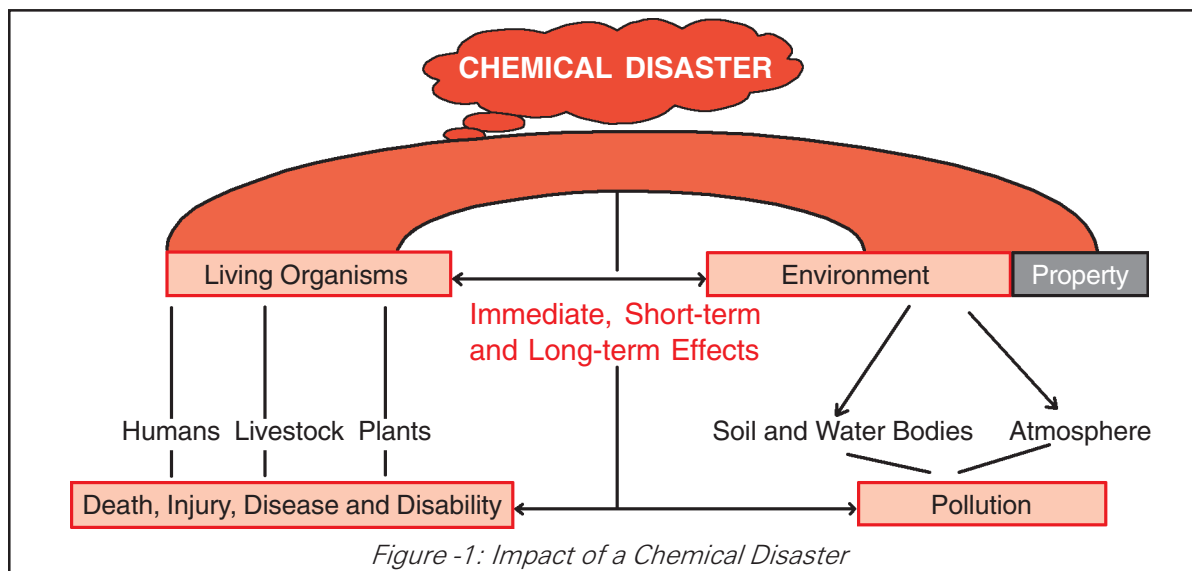 CHEMICAL DISASTER
Living Organisms
Environment
Property
Immediate, Short-term
and Long-term Effects
Humans
Livestock
Plants
Soil and Water Bodies
Atmosphere
Death, Injury, Disease and Disability
Pollution
Figure -1: Impact of a Chemical Disaster